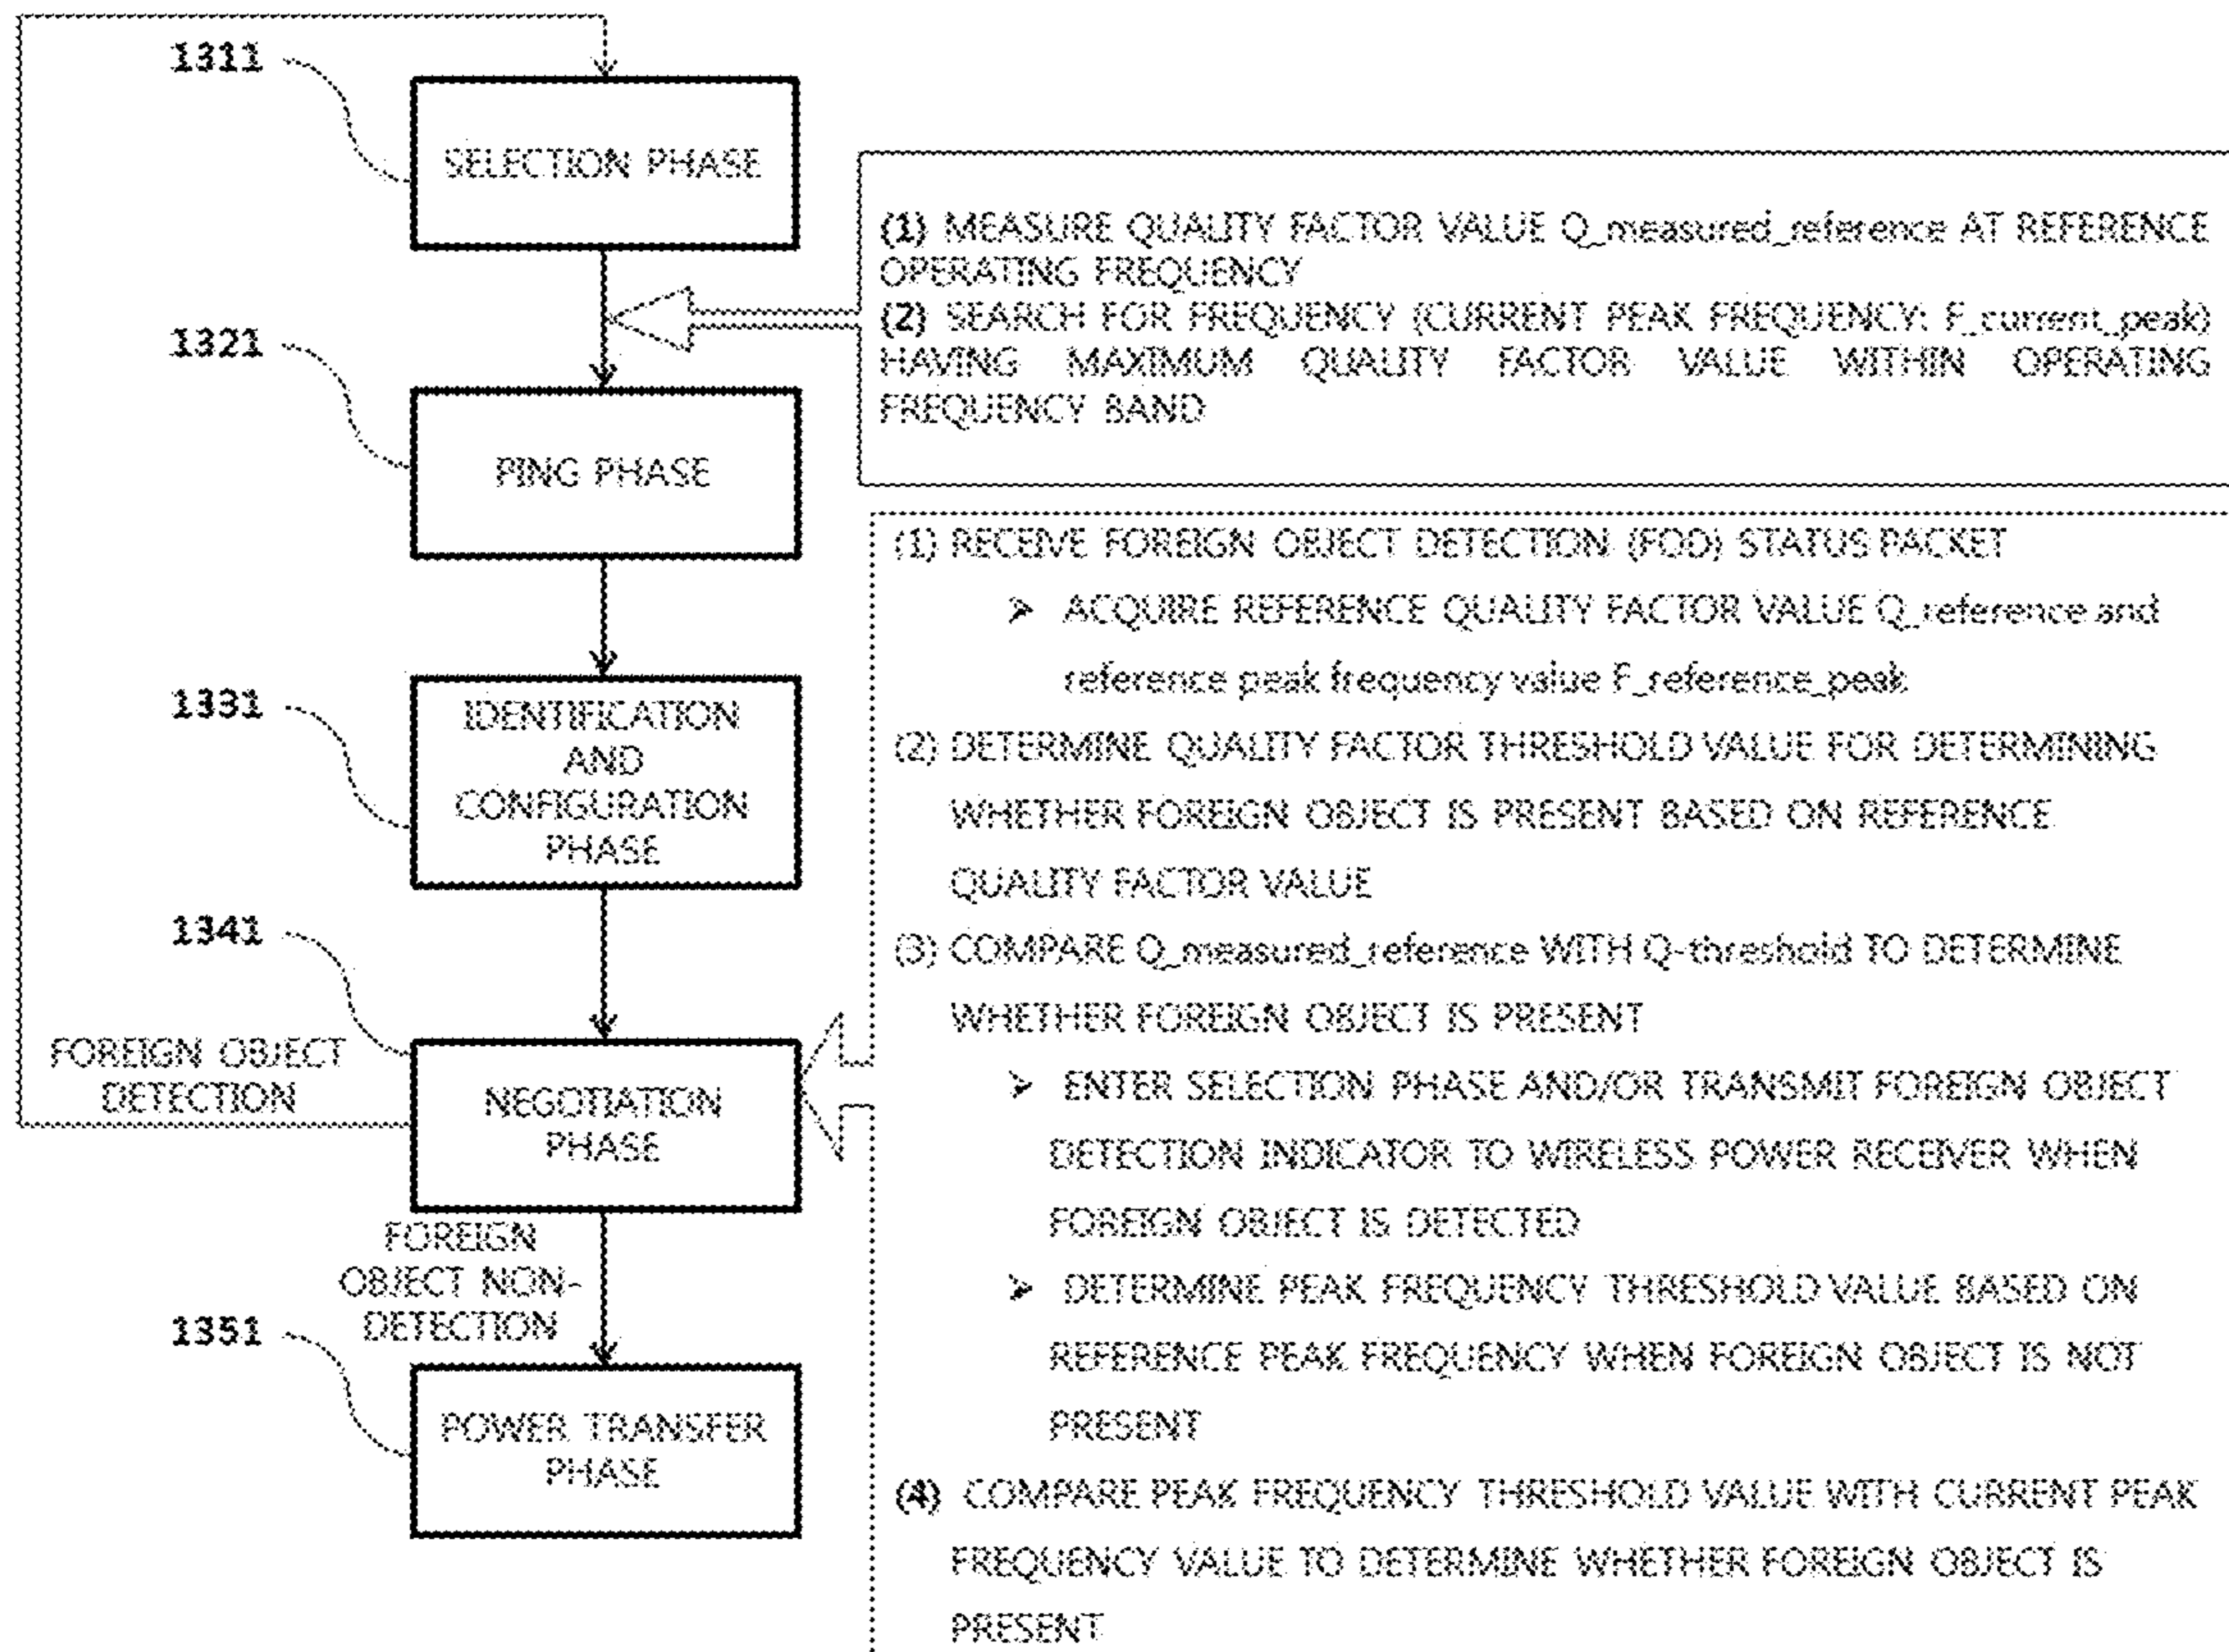 1311
SELECTION PHASE
(1) MEASURE QUALITY FACTOR VALUE Q_measured_reference AT REFERENCE
OPERATING FREQUENCY
(2) SEARCH FOR FREQUENCY (CURRENT PEAK FREQUENCY: F_current_peak)
HAVING MAXIMUM QUALITY FACTOR VALUE WITHIN OPERATING
FREQUENCY BAND
1321
PING PHASE
(1) RECEIVE FOREIGN OBJECT DETECTION (FOD) STATUS PACKET
➢ ACQUIRE REFERENCE QUALITY FACTOR VALUE Q_reference and
reference peak frequency value F_reference_peak
(2) DETERMINE QUALITY FACTOR THRESHOLD VALUE FOR DETERMINING
WHETHER FOREIGN OBJECT IS PRESENT BASED ON REFERENCE
QUALITY FACTOR VALUE
(3) COMPARE Q_measured_reference WITH Q-threshold TO DETERMINE
WHETHER FOREIGN OBJECT IS PRESENT
➢ ENTER SELECTION PHASE AND/OR TRANSMIT FOREIGN OBJECT
DETECTION INDICATOR TO WIRELESS POWER RECEIVER WHEN
FOREIGN OBJECT IS DETECTED
➢ DETERMINE PEAK FREQUENCY THRESHOLD VALUE BASED ON
REFERENCE PEAK FREQUENCY WHEN FOREIGN OBJECT IS NOT
PRESENT
(4) COMPARE PEAK FREQUENCY THRESHOLD VALUE WITH CURRENT PEAK
FREQUENCY VALUE TO DETERMINE WHETHER FOREIGN OBJECT IS
PRESENT
1331
IDENTIFICATION
AND
CONFIGURATION
PHASE
1341
FOREIGN OBJECT
DETECTION
NEGOTIATION
PHASE
FOREIGN
OBJECT NON-
DETECTION
1351
POWER TRANSFER
PHASE